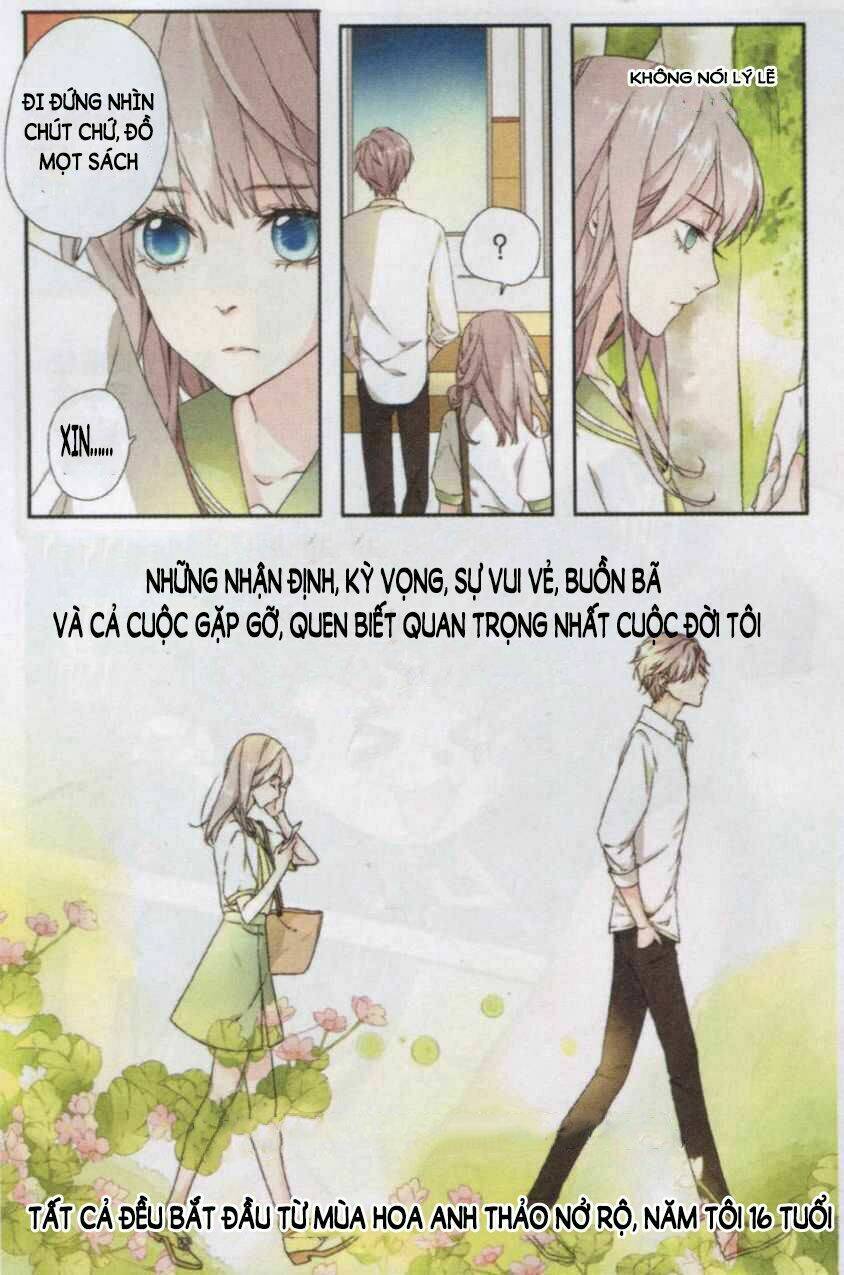 ĐI ĐỨNG NHÌN
CHÚT CHỨ, ĐỒ
MỌT SÁCH
XIN......
?
KHÔNG NÓI LÝ LẼ
NHỮNG NHẬN ĐỊNH, KỲ VỌNG, SỰ VUI VẺ, BUỒN BÃ
VÀ CẢ CUỘC GẶP GỠ, QUEN BIẾT QUAN TRỌNG NHẤT CUỘC ĐỜI TÔI
TẤT CẢ ĐỀU BẮT ĐẦU TỪ MÙA HOA ANH THẢO NỞ RỘ, NĂM TÔI 16 TUỔI